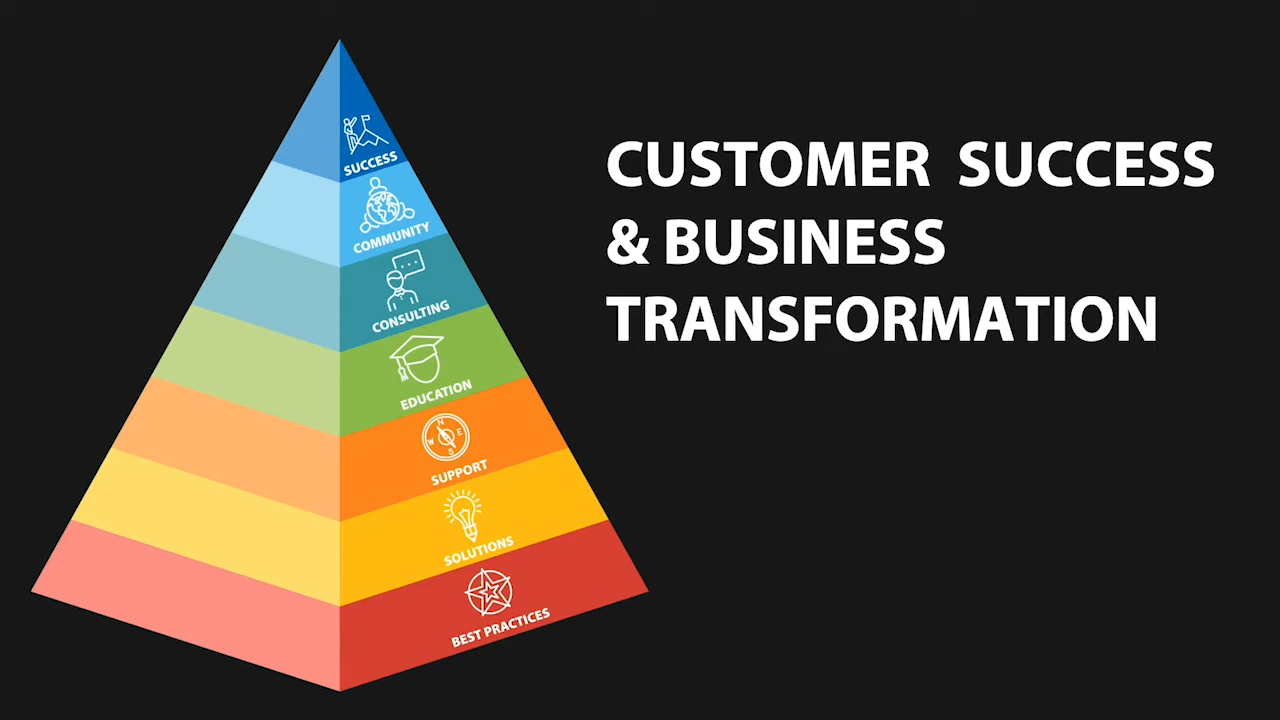 CUSTOMER SUCCESS
& BUSINESS
TRANSFORMATION
SUCCESS
COMMUNITY
CONSULTING
EDUCATION
N
W E
S
SUPPORT
SOLUTIONS
BEST PRACTICES